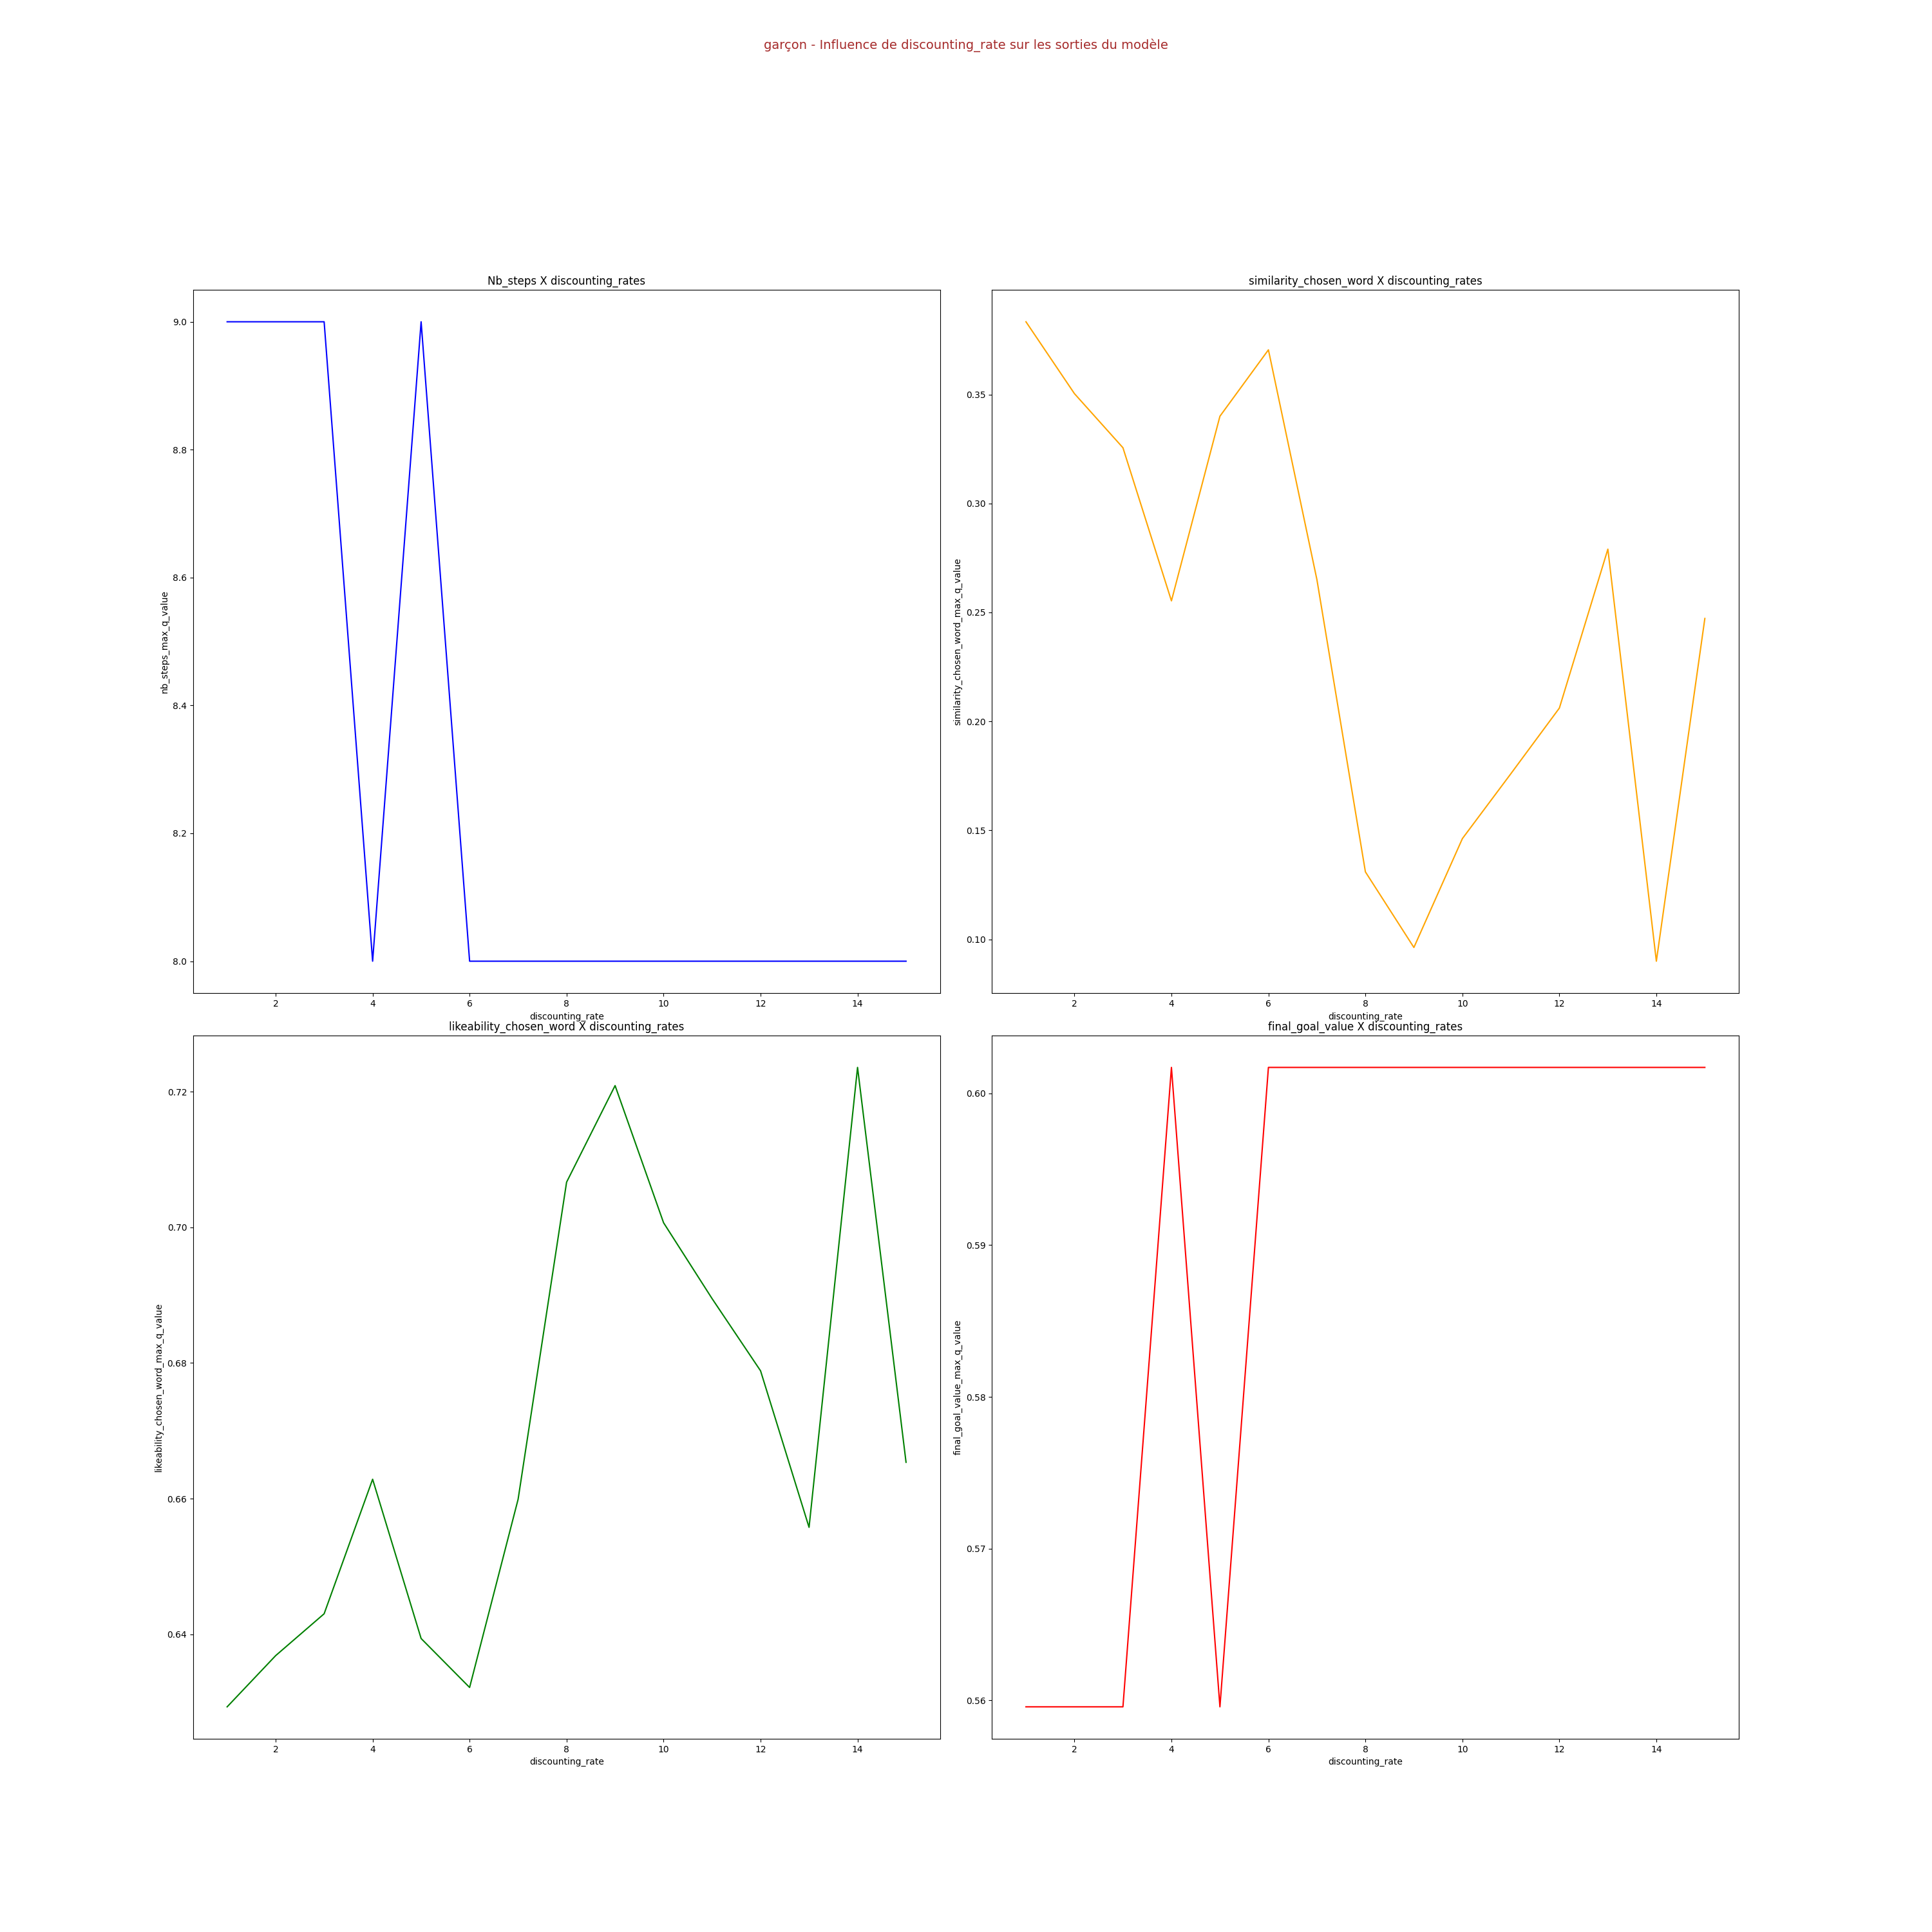 garçon - Influence de discounting_rate sur les sorties du modèle
Nb_steps X discounting_rates
nb_steps_max_q_value
9.0
8.8
8.6
8.4
8.2
8.0
2 4 6 8 10 12 14
discounting_rate
similarity_chosen_word X discounting_rates
similarity_chosen_word_max_q_value
0.35
0.30
0.25
0.20
0.15
0.10
2 4 6 8 10 12 14
discounting_rate
likeability_chosen_word X discounting_rates
likeability_chosen_word_max_q_value
0.72
0.70
0.68
0.66
0.64
2 4 6 8 10 12 14
discounting_rate
final_goal_value X discounting_rates
final_goal_value_max_q_value
0.60
0.59
0.58
0.57
0.56
2 4 6 8 10 12 14
discounting_rate